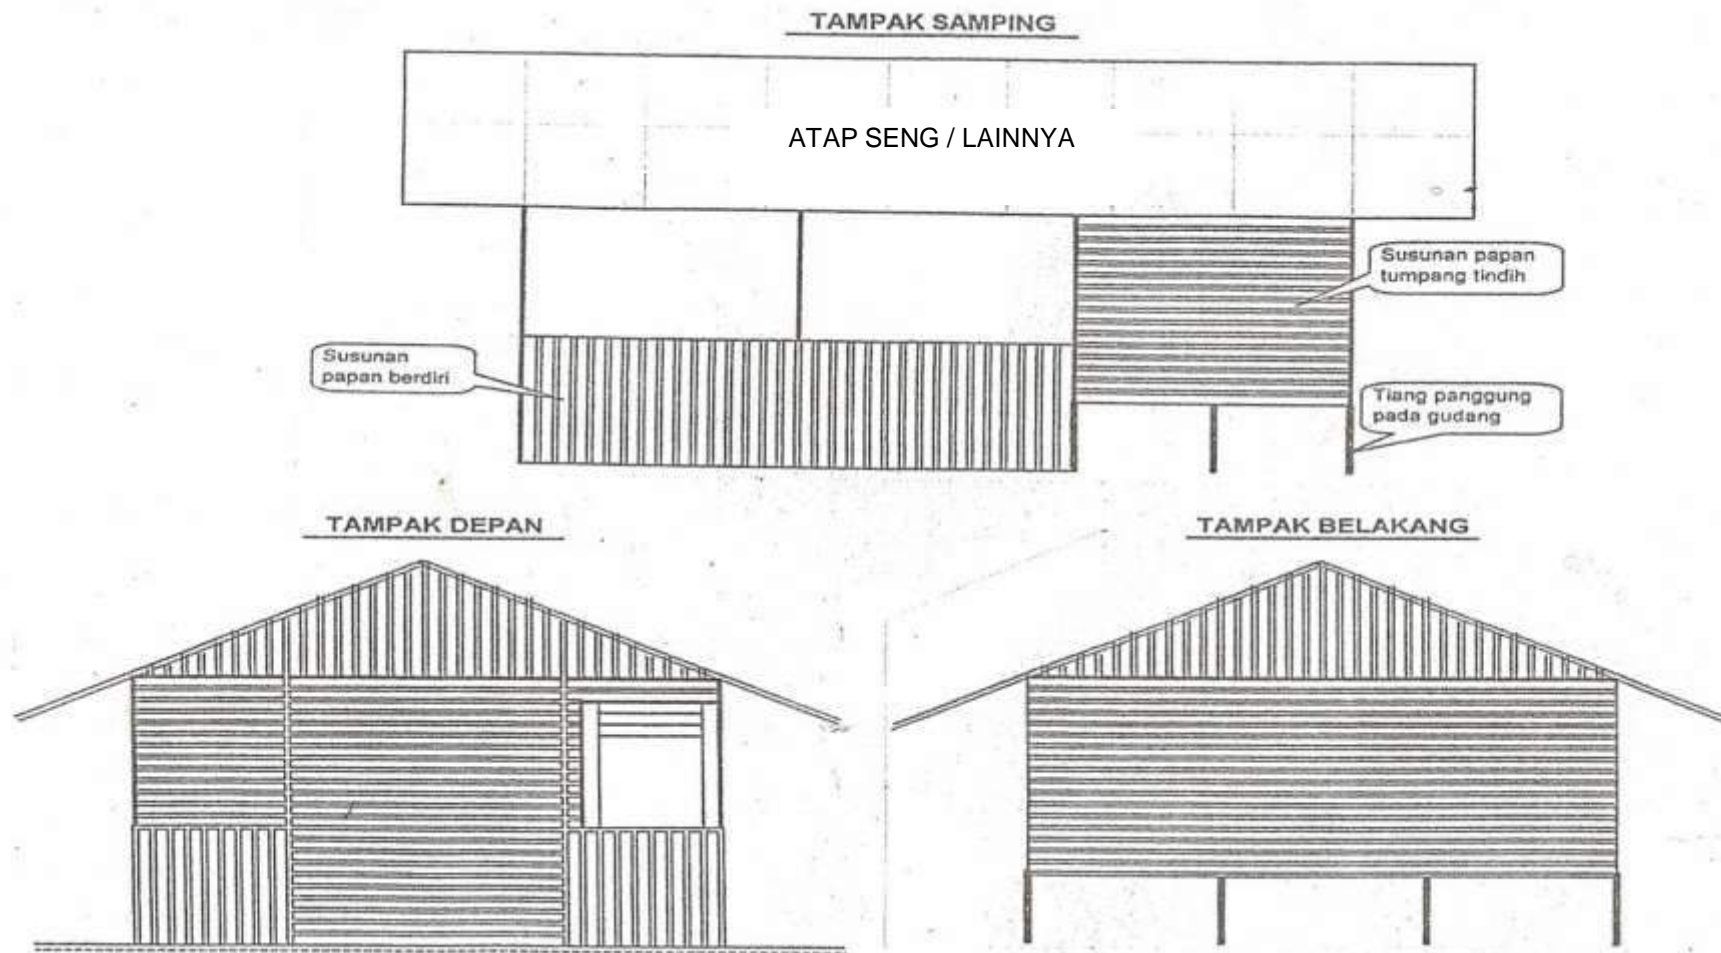 TAMPAK SAMPING
ATAP SENG / LAINNYA
Susunan papan
tumpang tindih
Susunan
papan berdiri
Tiang panggung
pada gudang
TAMPAK DEPAN
TAMPAK BELAKANG